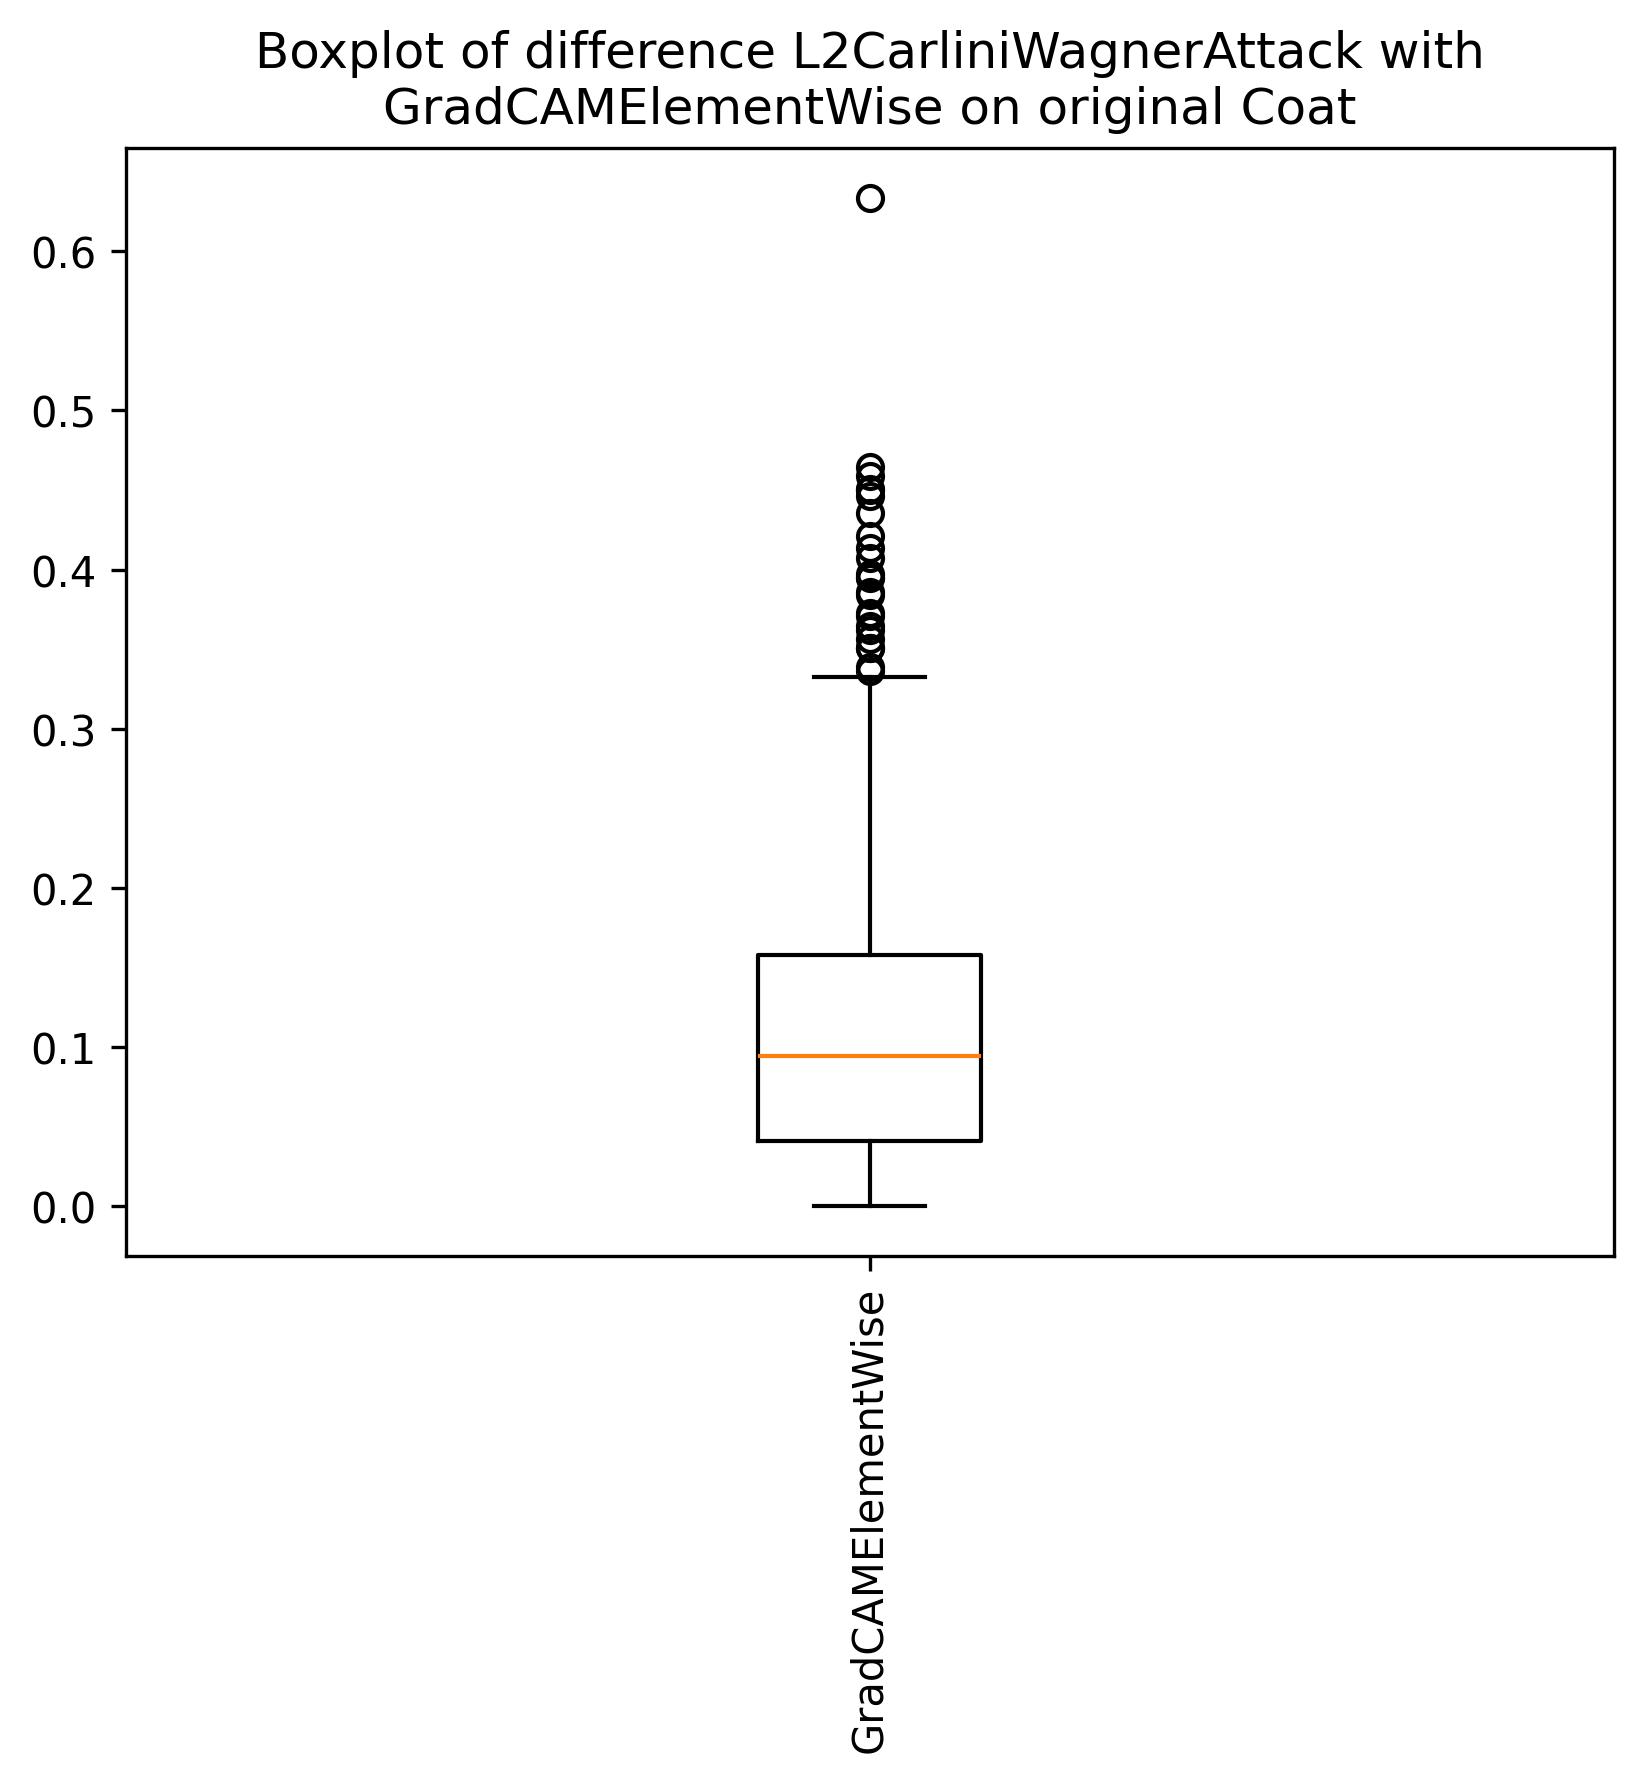 Boxplot of difference L2CarliniWagnerAttack with
GradCAMElementWise on original Coat
0.6
0.5
0.4
0.3
0.2
0.1
0.0
GradCAMElementWise